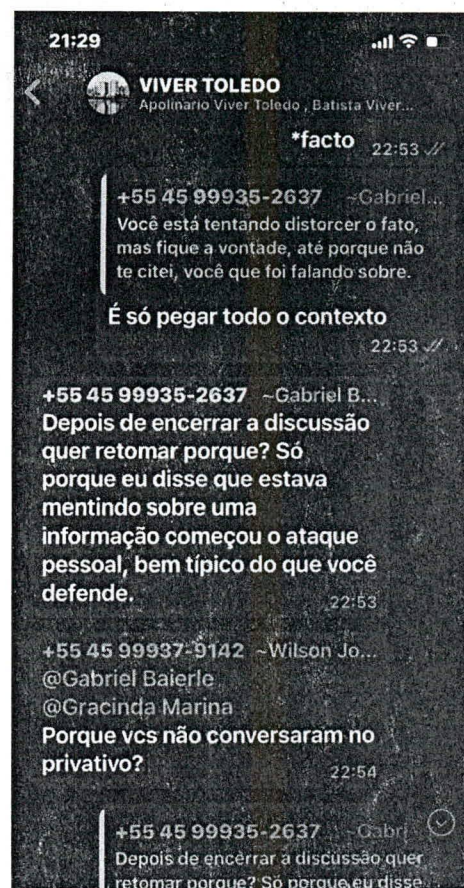 21:29
VIVER TOLEDO
Apolinario Viver Toledo , Batista Viver...
*facto 22:53
+55 45 99935-2637 ~Gabriel...
Você está tentando distorcer o fato,
mas fique a vontade, até porque não
te citei, você que foi falando sobre.
É só pegar todo o contexto
22:53
+55 45 99935-2637 ~Gabriel B...
Depois de encerrar a discussão
quer retomar porque? Só
porque eu disse que estava
mentindo sobre uma
informação começou o ataque
pessoal, bem típico do que você
defende.
22:53
+55 45 99937-9142 ~Wilson Jo...
@Gabriel Baierle
@Gracinda Marina
Porque vcs não conversaram no
privativo?
22:54
+55 45 99935-2637 ~Gabri
Depois de encerrar a discussão quer
retomar porque? Só porque eu disse